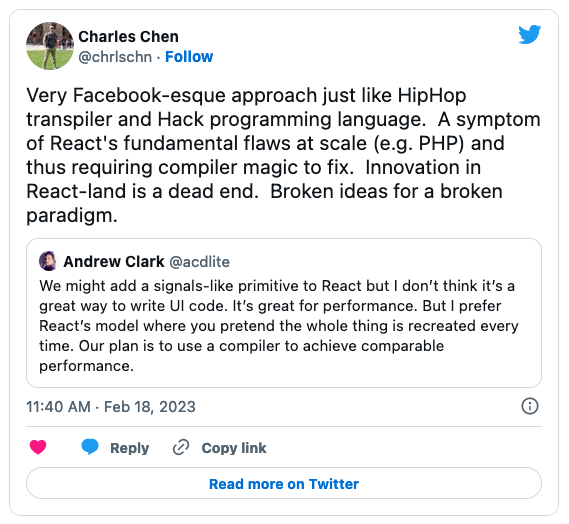 Charles Chen
@chrlschn · Follow
Very Facebook-esque approach just like HipHop
transpiler and Hack programming language.  A symptom
of React's fundamental flaws at scale (e.g. PHP) and
thus requiring compiler magic to fix.  Innovation in
React-land is a dead end.  Broken ideas for a broken
paradigm.
Andrew Clark @acdlite
We might add a signals-like primitive to React but I don’t think it’s a
great way to write UI code. It’s great for performance. But I prefer
React’s model where you pretend the whole thing is recreated every
time. Our plan is to use a compiler to achieve comparable
performance.
11:40 AM · Feb 18, 2023
Reply Copy link
Read more on Twitter